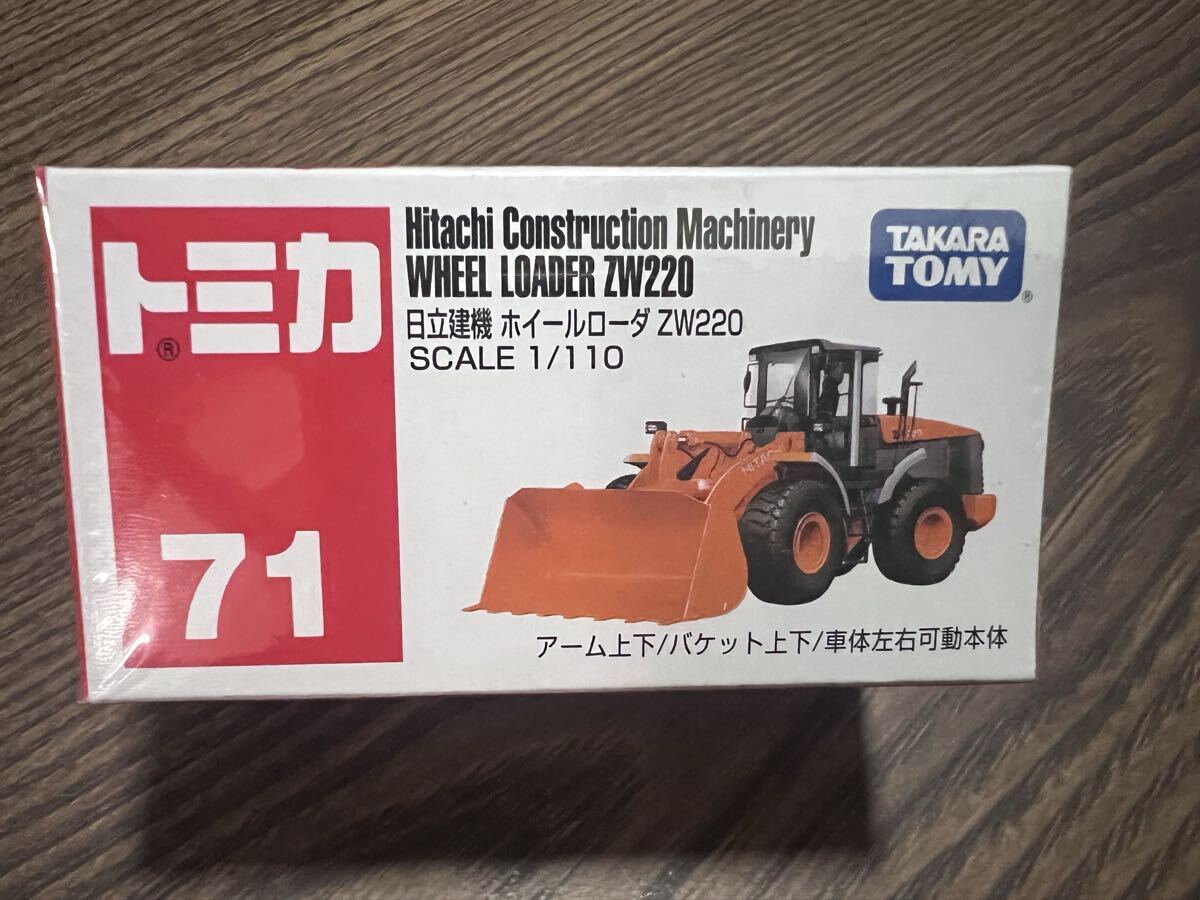 トミカ
®
71
Hitachi Construction Machinery
WHEEL LOADER ZW220
日立建機 ホイールローダ ZW220
SCALE 1/110
TAKARA
TOMY
®
HITACHI
アーム上下/バケット上下/車体左右可動本体